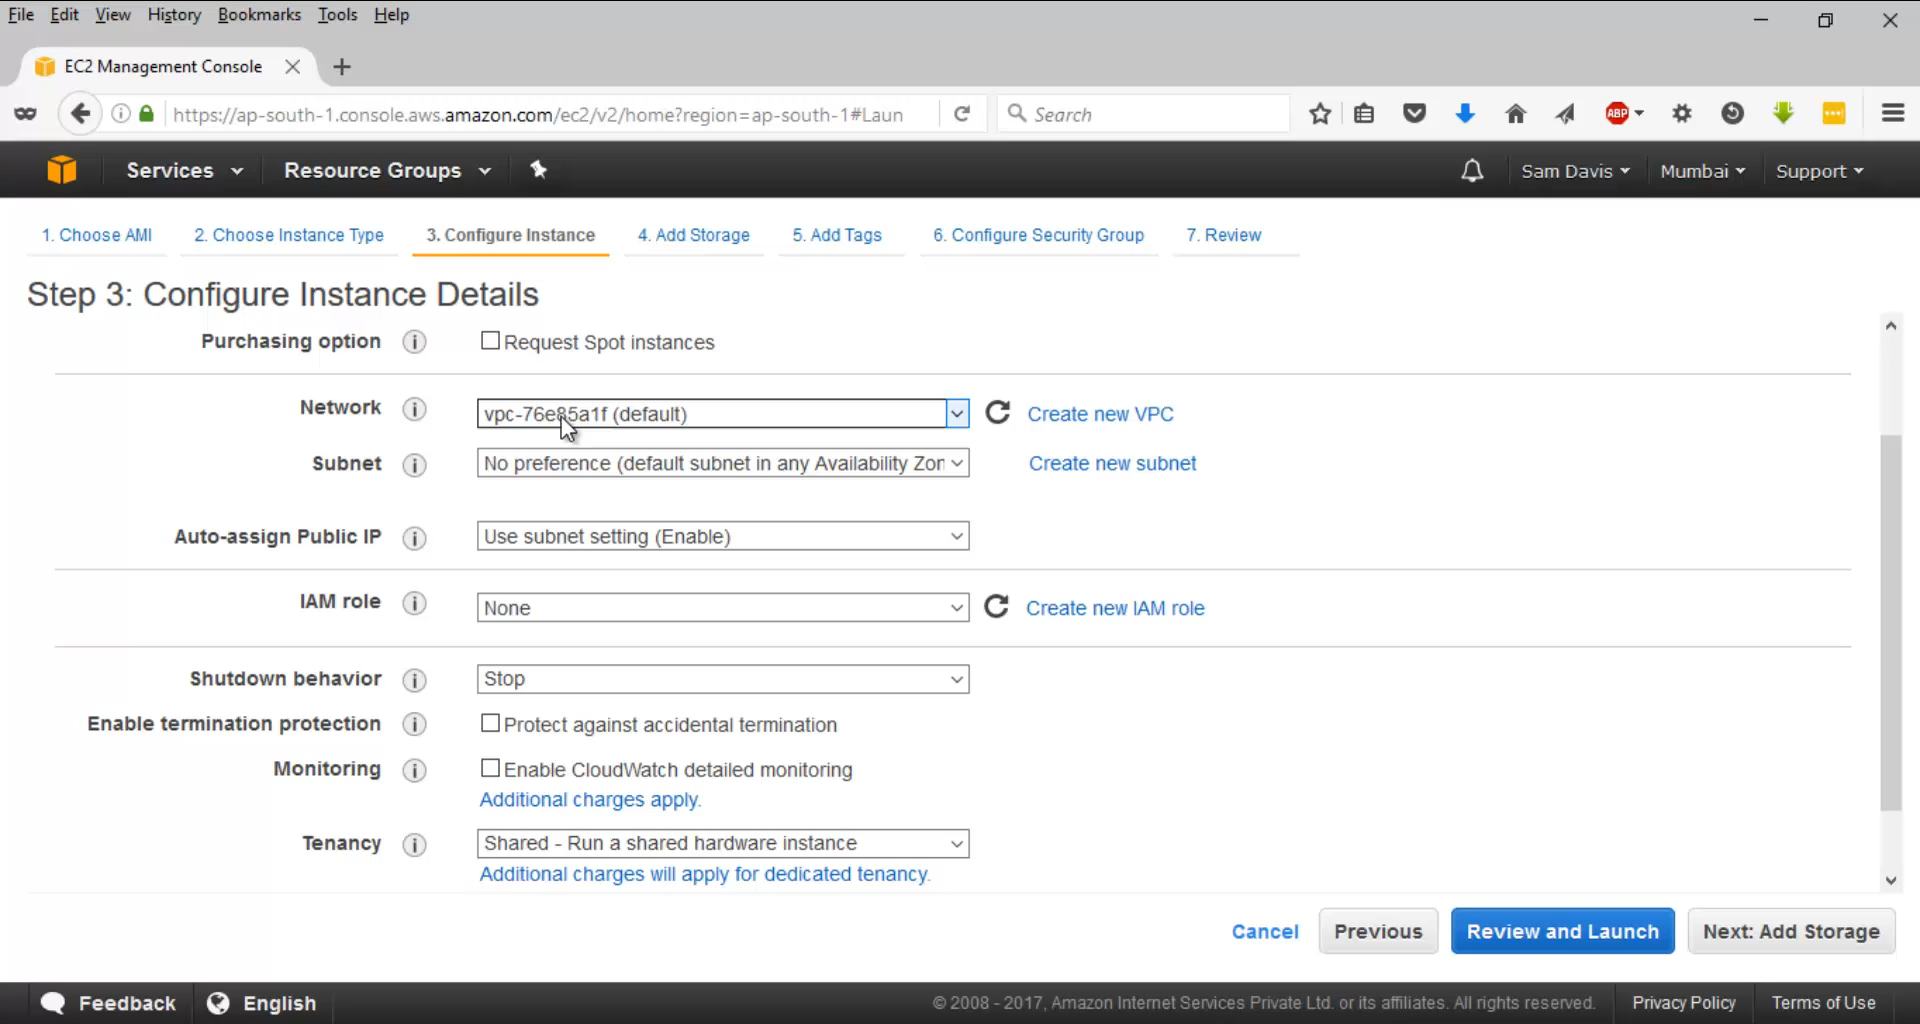 File Edit View History Bookmarks Tools Help
EC2 Management Console
https://ap-south-1.console.aws.amazon.com/ec2/v2/home?region=ap-south-1#Laun
Search
ABP
Services
Resource Groups
Sam Davis
Mumbai
Support
1. Choose AMI
2. Choose Instance Type
3. Configure Instance
4. Add Storage
5. Add Tags
6. Configure Security Group
7. Review
Step 3: Configure Instance Details
Purchasing option
Request Spot instances
Network
vpc-76e85a1f (default)
Create new VPC
Subnet
No preference (default subnet in any Availability Zon
Create new subnet
Auto-assign Public IP
Use subnet setting (Enable)
IAM role
None
Create new IAM role
Shutdown behavior
Stop
Enable termination protection
Protect against accidental termination
Monitoring
Enable CloudWatch detailed monitoring
Additional charges apply.
Tenancy
Shared - Run a shared hardware instance
Additional charges will apply for dedicated tenancy.
Cancel
Previous
Review and Launch
Next: Add Storage
Feedback
English
© 2008 - 2017, Amazon Internet Services Private Ltd. or its affiliates. All rights reserved.
Privacy Policy
Terms of Use